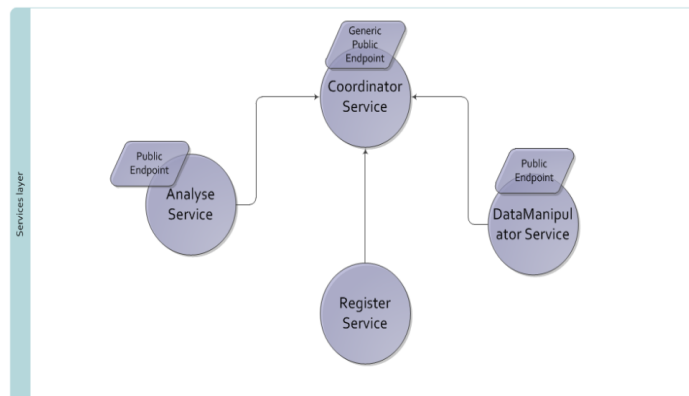 Generic
Public
Endpoint
Coordinator
Service
Public
Endpoint
Analyse
Service
Public
Endpoint
DataManipul
ator Service
Register
Service
Services layer